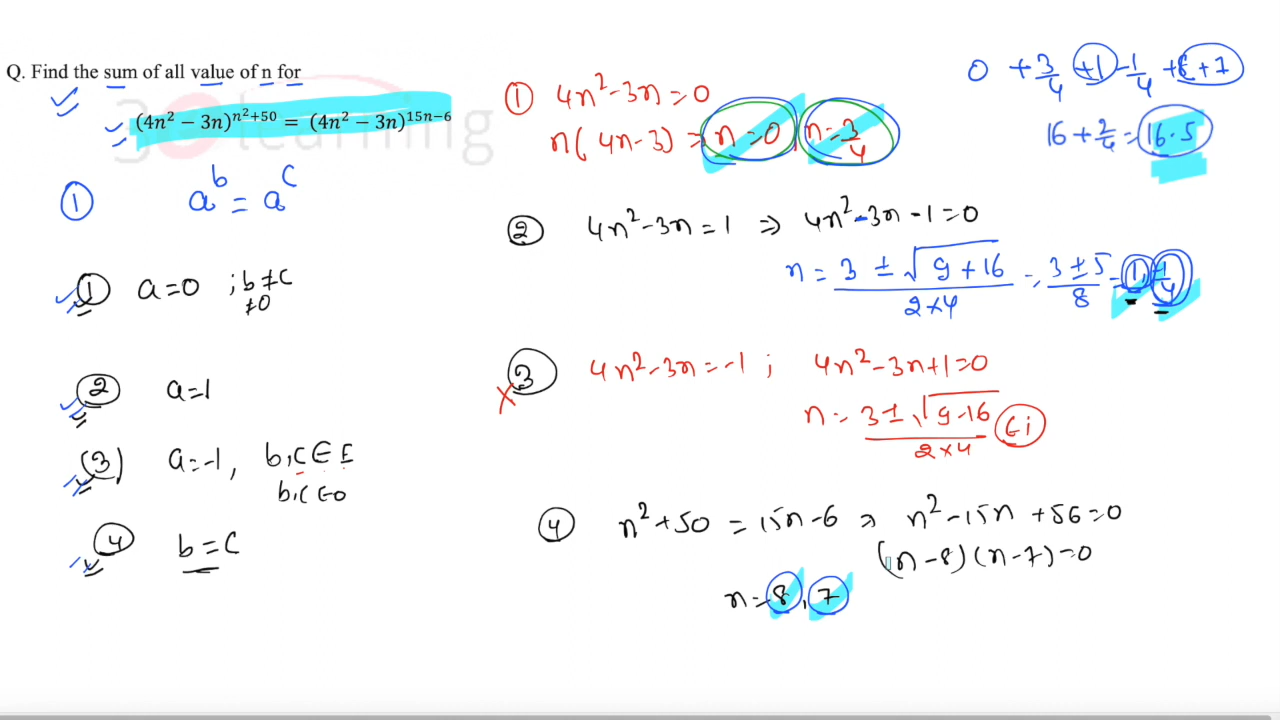 Q. Find the sum of all value of n for
(4n² − 3n)^{n²+50} = (4n² − 3n)^{15n−6}
① a^b = a^c
① a=0 ; b≠c
≠0
② a=1
(3) a=-1, b,c ∈ E
b,c ∈ o
④ b=c
① 4n²-3n=0
n(4n-3) ⇒ n=0, n=3/4
② 4n²-3n=1 ⇒ 4n²-3n-1=0
n = (3 ± √(9+16))/(2×4) = (3±5)/8 = 1, -1/4
③ 4n²-3n=-1 ; 4n²-3n+1=0
X
n = (3 ± √(9-16))/(2×4) ∈ i
④ n²+50 = 15n-6 ⇒ n²-15n+56=0
(n-8)(n-7)=0
n=8, 7
0 + 3/4 +1 -1/4 +8+7
16 + 2/4 = 16.5